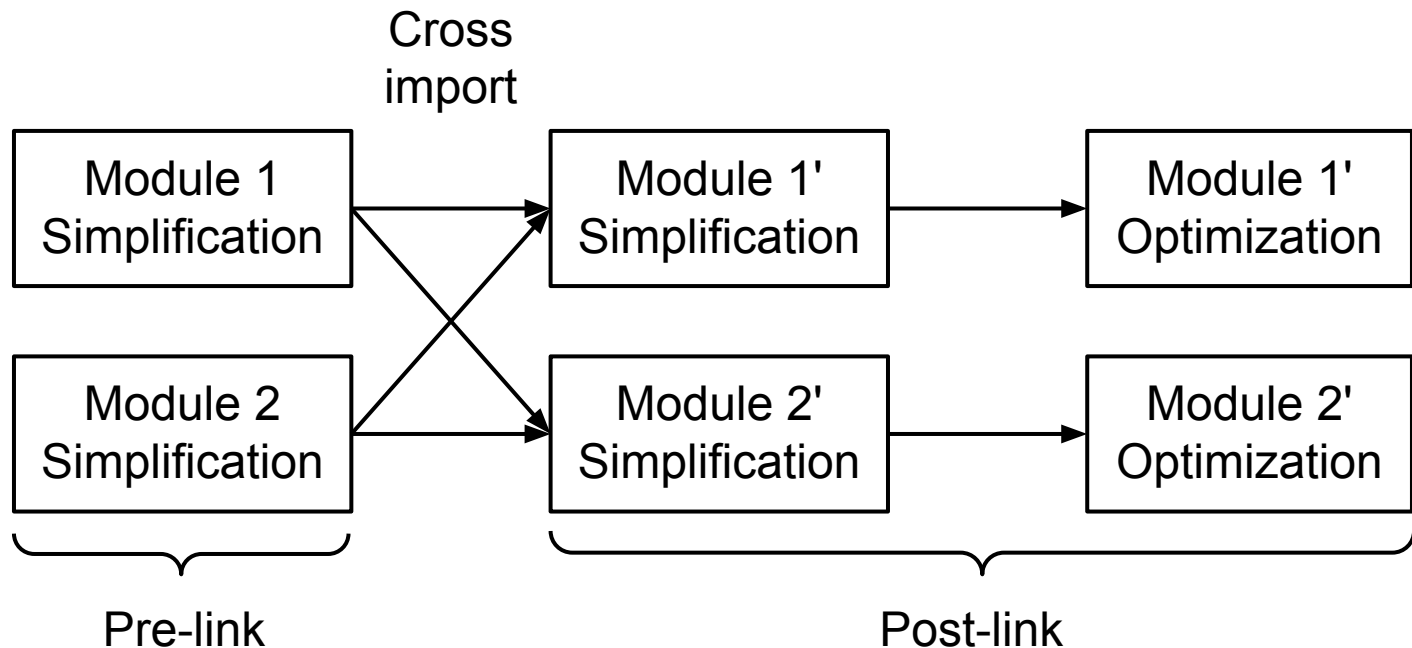 Cross
import
Module 1
Simplification
Module 1'
Simplification
Module 1'
Optimization
Module 2
Simplification
Module 2'
Simplification
Module 2'
Optimization
Pre-link
Post-link